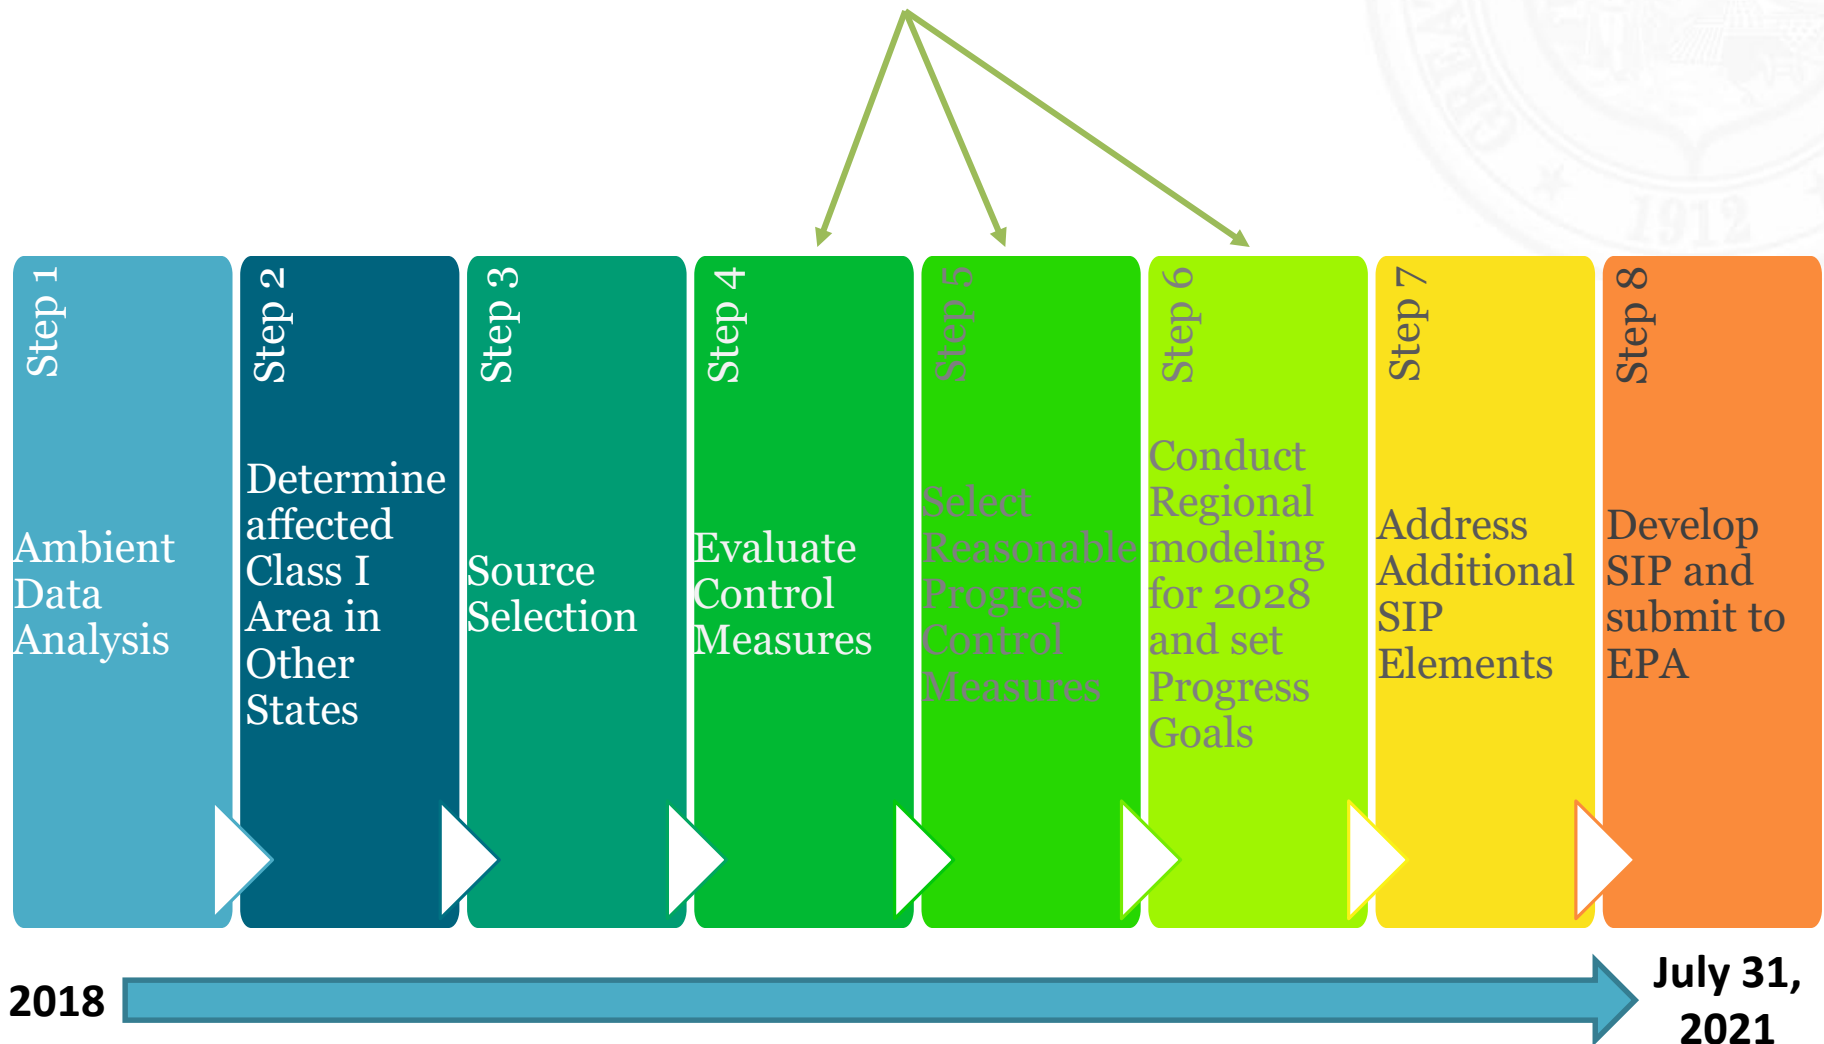 Step 1
Ambient
Data
Analysis
Step 2
Determine
affected
Class I
Area in
Other
States
Step 3
Source
Selection
Step 4
Evaluate
Control
Measures
Step 5
Select
Reasonable
Progress
Control
Measures
Step 6
Conduct
Regional
modeling
for 2028
and set
Progress
Goals
Step 7
Address
Additional
SIP
Elements
Step 8
Develop
SIP and
submit to
EPA
2018
July 31,
2021
1912